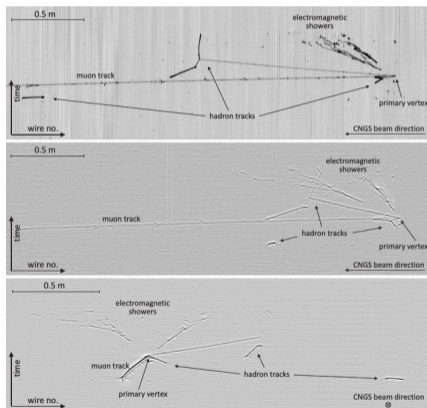 0.5 m
electromagnetic
showers
muon track
time
hadron tracks
primary
vertex
wire no.
CNGS beam direction
0.5 m
electromagnetic
showers
muon track
time
hadron tracks
primary
vertex
wire no.
CNGS beam direction
0.5 m
electromagnetic
showers
time
muon track
hadron tracks
primary
vertex
wire no.
CNGS beam direction